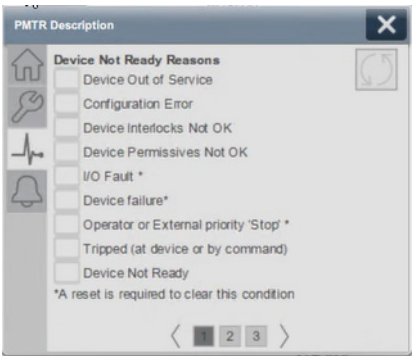 PMTR Description
Device Not Ready Reasons
Device Out of Service
Configuration Error
Device Interlocks Not OK
Device Permissives Not OK
I/O Fault *
Device failure*
Operator or External priority 'Stop' *
Tripped (at device or by command)
Device Not Ready
*A reset is required to clear this condition
1 2 3